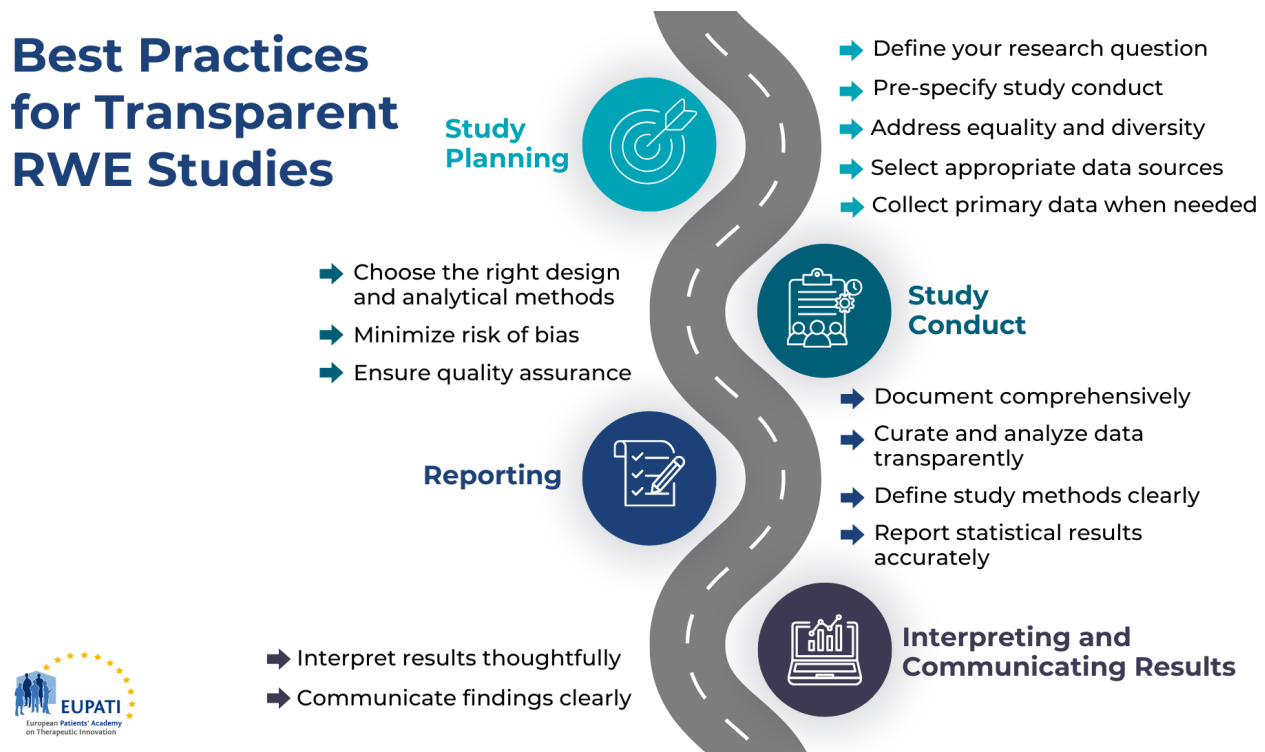 Best Practices
for Transparent
RWE Studies
Study
Planning
Define your research question
Pre-specify study conduct
Address equality and diversity
Select appropriate data sources
Collect primary data when needed
Study
Conduct
Choose the right design
and analytical methods
Minimize risk of bias
Ensure quality assurance
Reporting
Document comprehensively
Curate and analyze data
transparently
Define study methods clearly
Report statistical results
accurately
Interpreting and
Communicating Results
Interpret results thoughtfully
Communicate findings clearly
EUPATI
European Patients' Academy
on Therapeutic Innovation